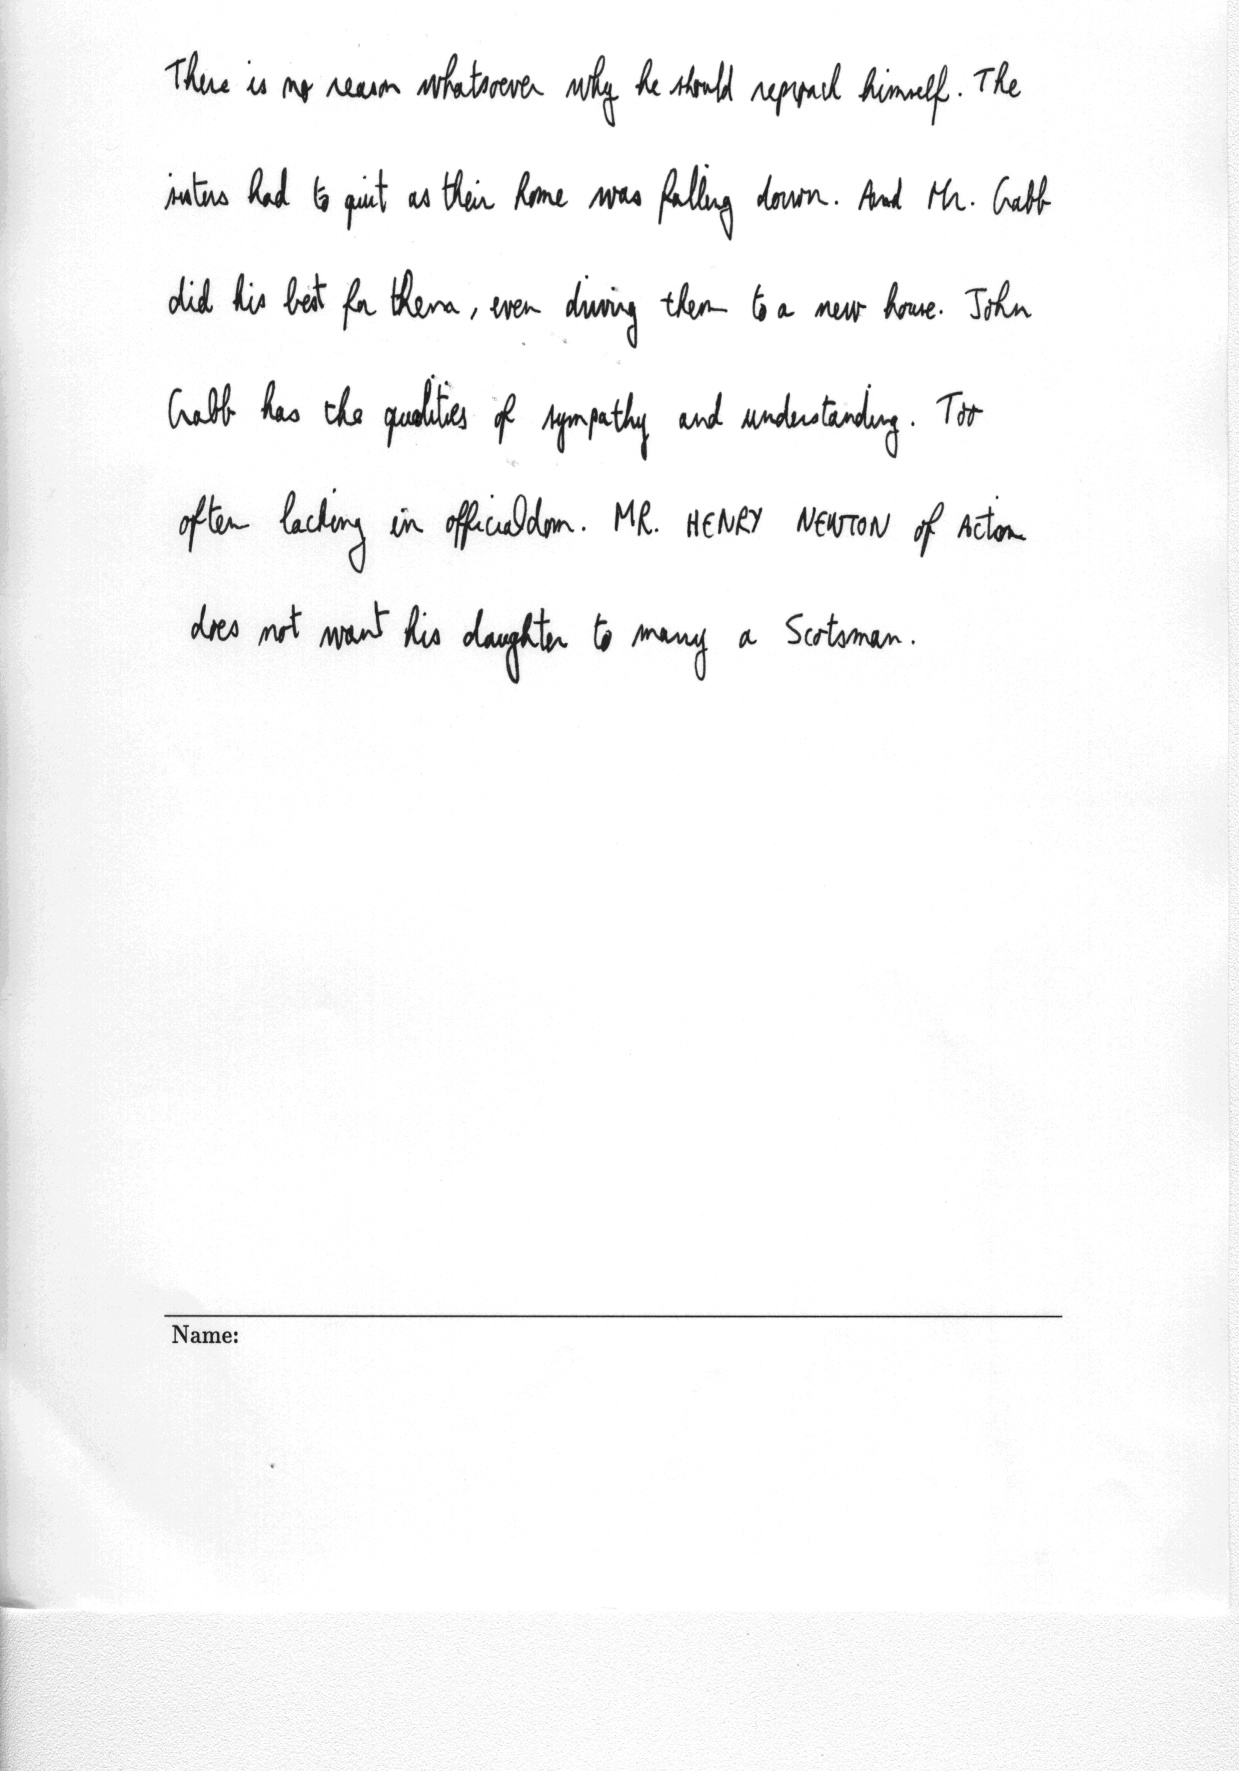 There is no reason whatsoever why he should reproach himself. The
sisters had to quit as their home was falling down. And Mr. Crabb
did his best for them, even driving them to a new house. John
Crabb has the qualities of sympathy and understanding. Too
often lacking in officialdom. MR. HENRY NEWTON of Acton
does not want his daughter to marry a Scotsman.
Name: